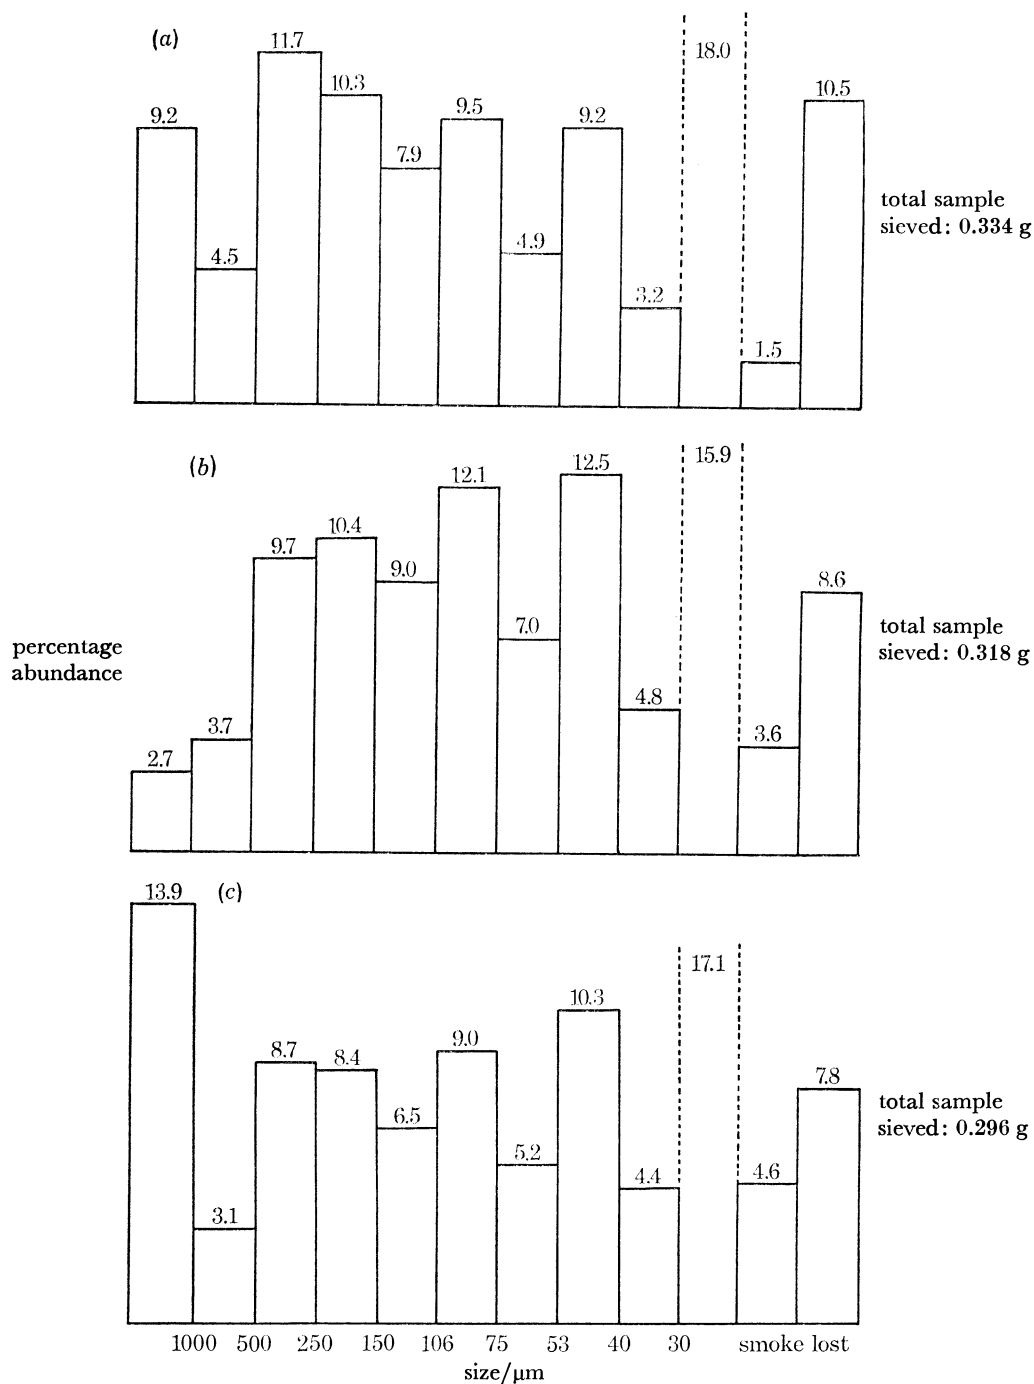 (a)
9.2
4.5
11.7
10.3
7.9
9.5
4.9
9.2
3.2
18.0
1.5
10.5
total sample
sieved: 0.334 g
(b)
2.7
3.7
9.7
10.4
9.0
12.1
7.0
12.5
4.8
15.9
3.6
8.6
total sample
sieved: 0.318 g
percentage
abundance
(c)
13.9
3.1
8.7
8.4
6.5
9.0
5.2
10.3
4.4
17.1
4.6
7.8
total sample
sieved: 0.296 g
1000 500 250 150 106 75 53 40 30 smoke lost
size/μm